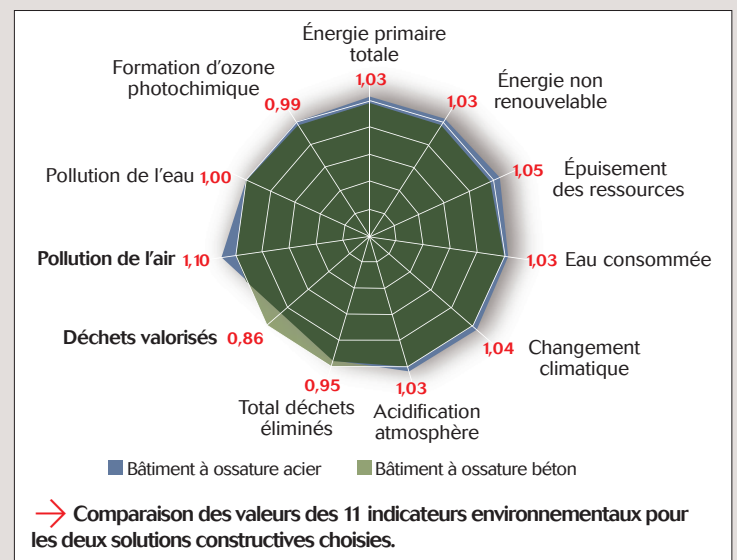 Énergie primaire
totale
1,03
Énergie non
renouvelable
1,03
Épuisement
des ressources
1,05
Eau consommée
1,03
Changement
climatique
1,04
Acidification
atmosphère
1,03
Total déchets
éliminés
0,95
Déchets valorisés 0,86
Pollution de l'air 1,10
Pollution de l'eau 1,00
Formation d'ozone
photochimique
0,99
Bâtiment à ossature acier
Bâtiment à ossature béton
→ Comparaison des valeurs des 11 indicateurs environnementaux pour
les deux solutions constructives choisies.